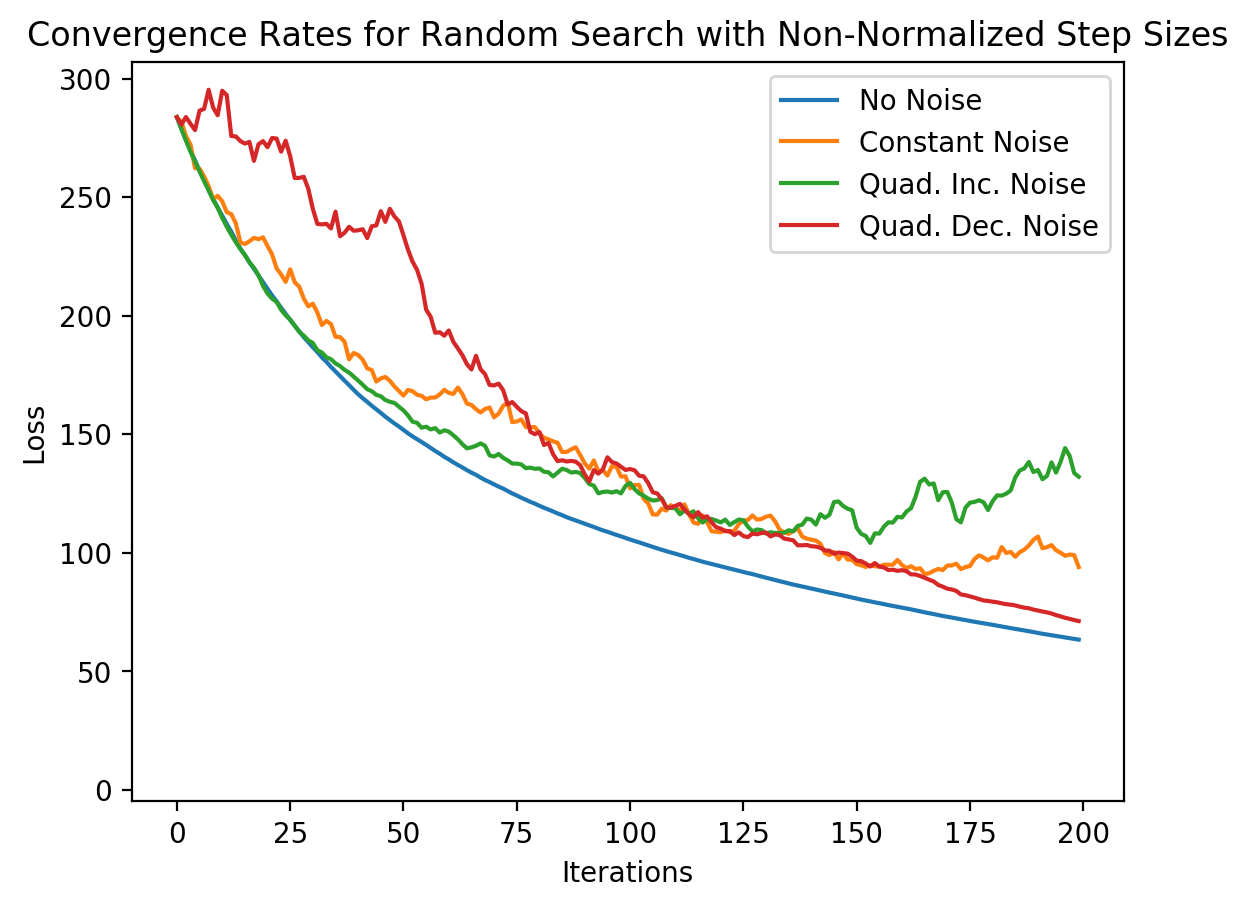 Convergence Rates for Random Search with Non-Normalized Step Sizes
300
250
200
150
100
50
0
Loss
No Noise
Constant Noise
Quad. Inc. Noise
Quad. Dec. Noise
0 25 50 75 100 125 150 175 200
Iterations